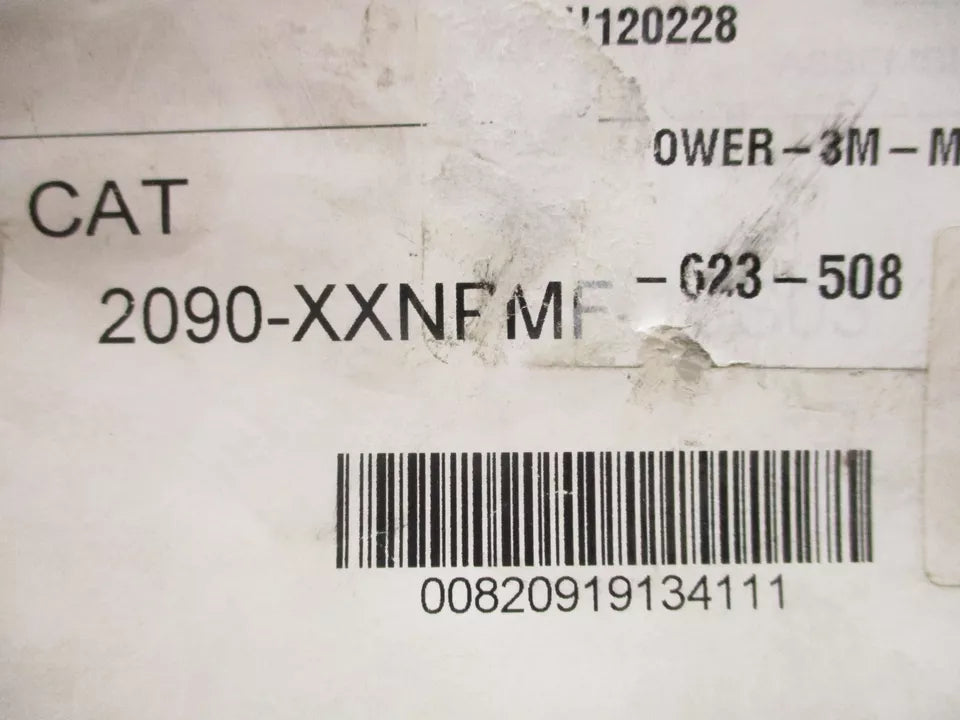 120228
OWER-3M-M
CAT
-623-508
2090-XXNFMF-
00820919134111